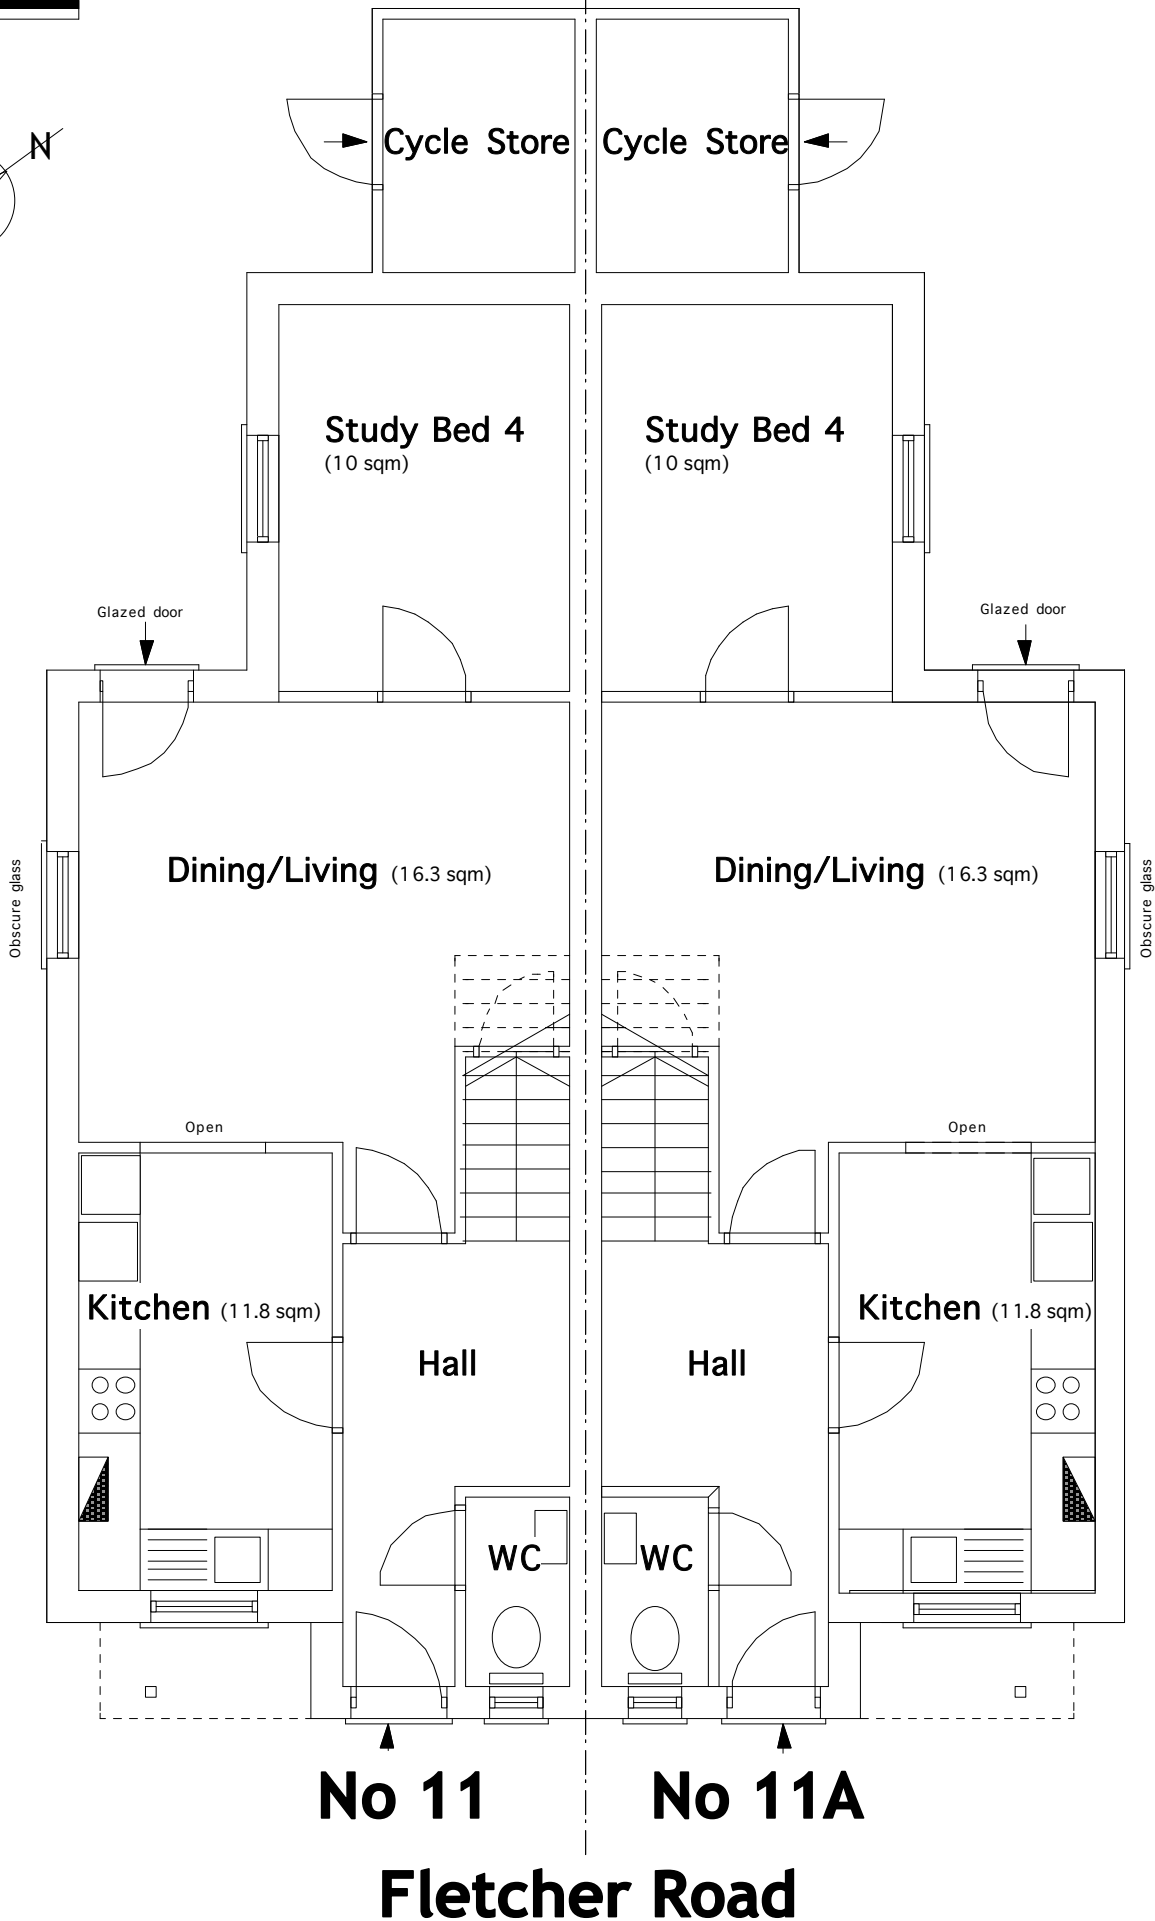 N
Cycle Store Cycle Store
Study Bed 4 Study Bed 4
(10 sqm) (10 sqm)
Glazed door Glazed door
Obscure glass
Dining/Living (16.3 sqm) Dining/Living (16.3 sqm)
Obscure glass
Open Open
Kitchen (11.8 sqm) Kitchen (11.8 sqm)
Hall Hall
WC WC
No 11 No 11A
Fletcher Road